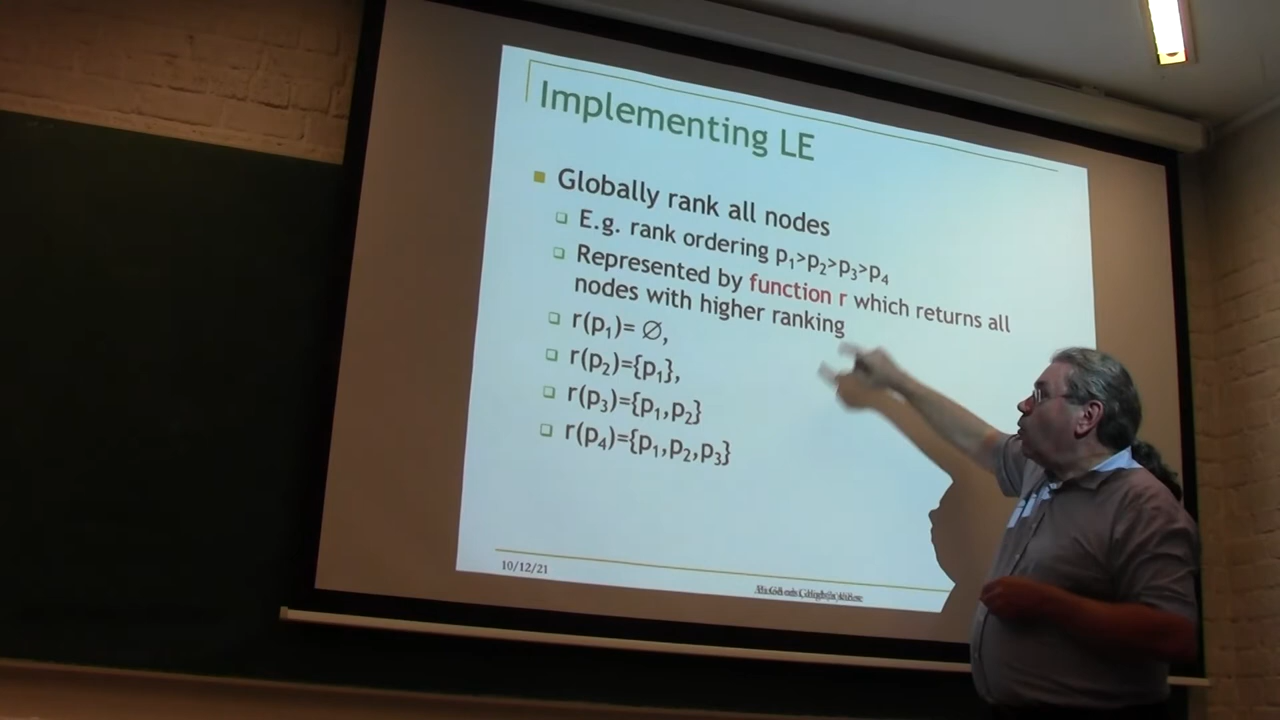 Implementing LE
Globally rank all nodes
E.g. rank ordering p₁>p₂>p₃>p₄
Represented by function r which returns all
nodes with higher ranking
r(p₁)= ∅,
r(p₂)={p₁},
r(p₃)={p₁,p₂}
r(p₄)={p₁,p₂,p₃}
10/12/21